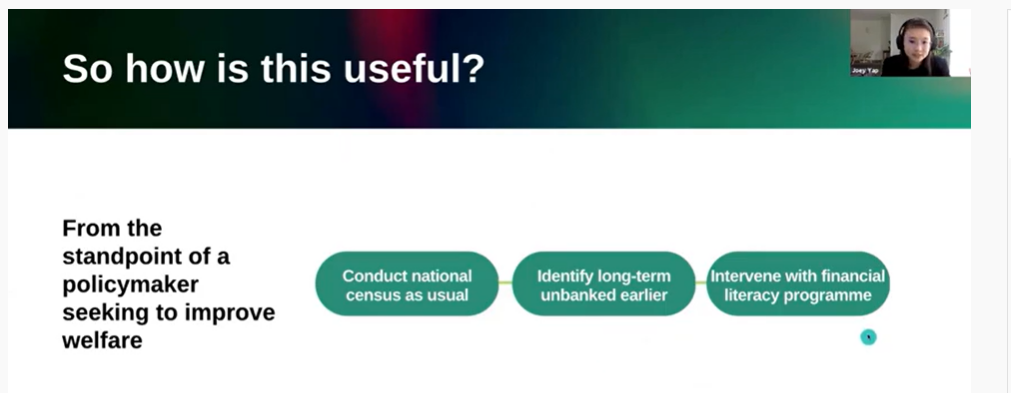 So how is this useful?
Joey Yap
From the
standpoint of a
policymaker
seeking to improve
welfare
Conduct national
census as usual
Identify long-term
unbanked earlier
Intervene with financial
literacy programme